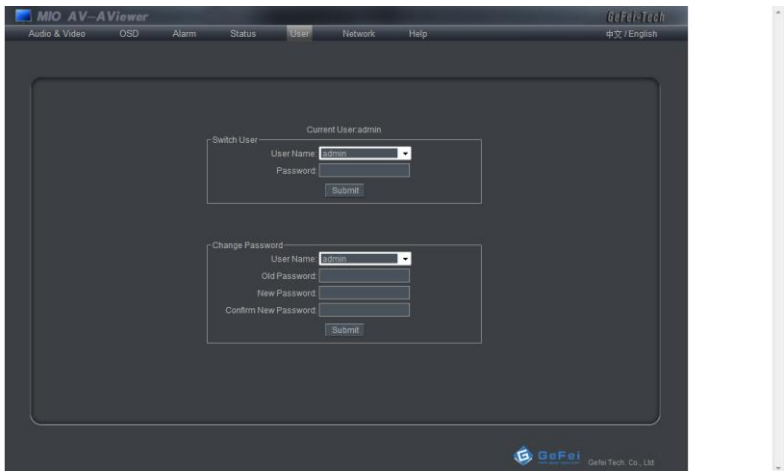 MIO AV-AViewer GeFei-Tech
Audio & Video OSD Alarm Status User Network Help 中文 / English
Current User:admin
Switch User
User Name: admin
Password:
Submit
Change Password
User Name: admin
Old Password:
New Password:
Confirm New Password:
Submit
GeFei
Gefei Tech. Co., Ltd